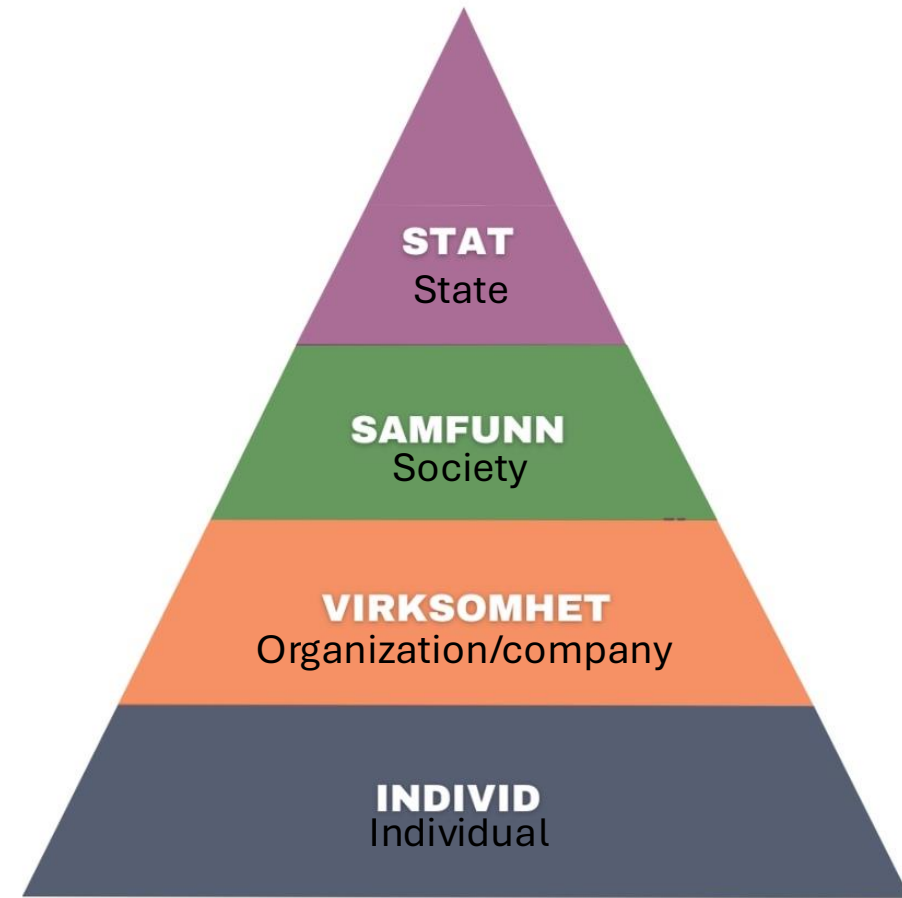 STAT
State
SAMFUNN
Society
VIRKSOMHET
Organization/company
INDIVID
Individual